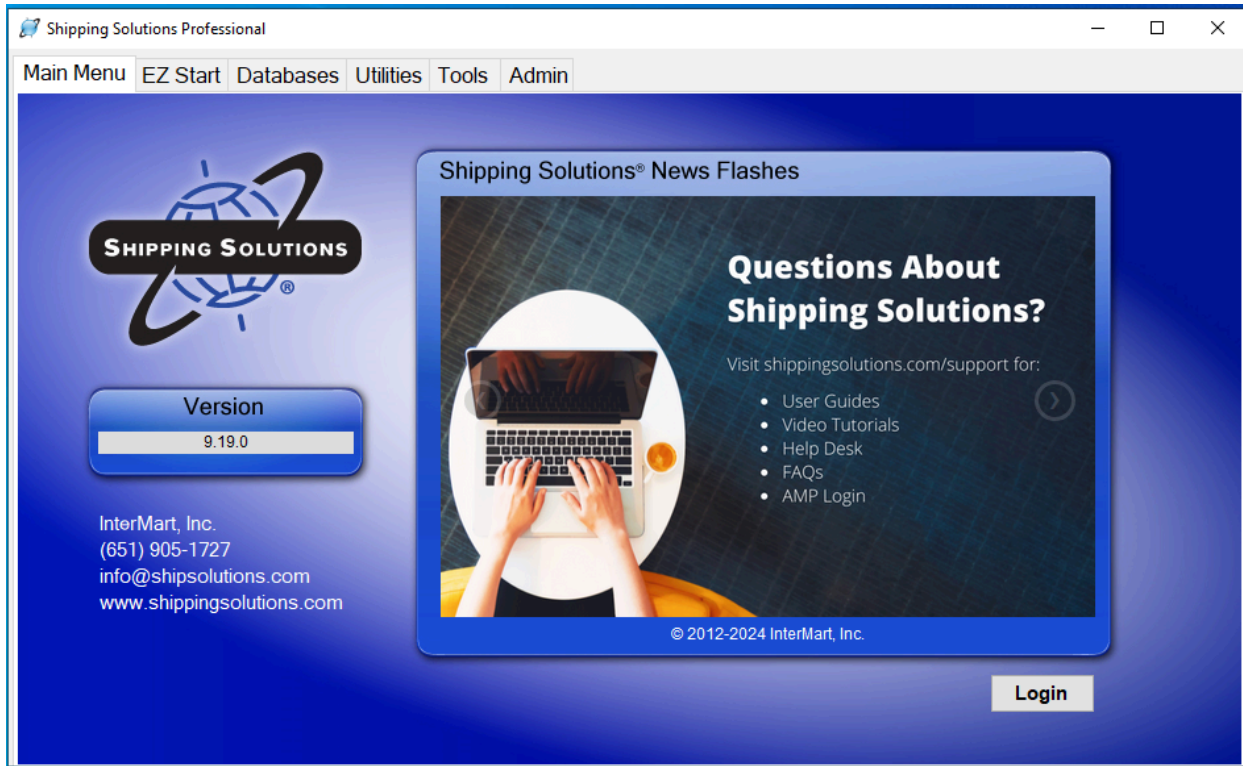 Shipping Solutions Professional
Main Menu EZ Start Databases Utilities Tools Admin
SHIPPING SOLUTIONS
®
Version
9.19.0
InterMart, Inc.
(651) 905-1727
info@shipsolutions.com
www.shippingsolutions.com
Shipping Solutions® News Flashes
Questions About
Shipping Solutions?
Visit shippingsolutions.com/support for:
• User Guides
• Video Tutorials
• Help Desk
• FAQs
• AMP Login
© 2012-2024 InterMart, Inc.
Login